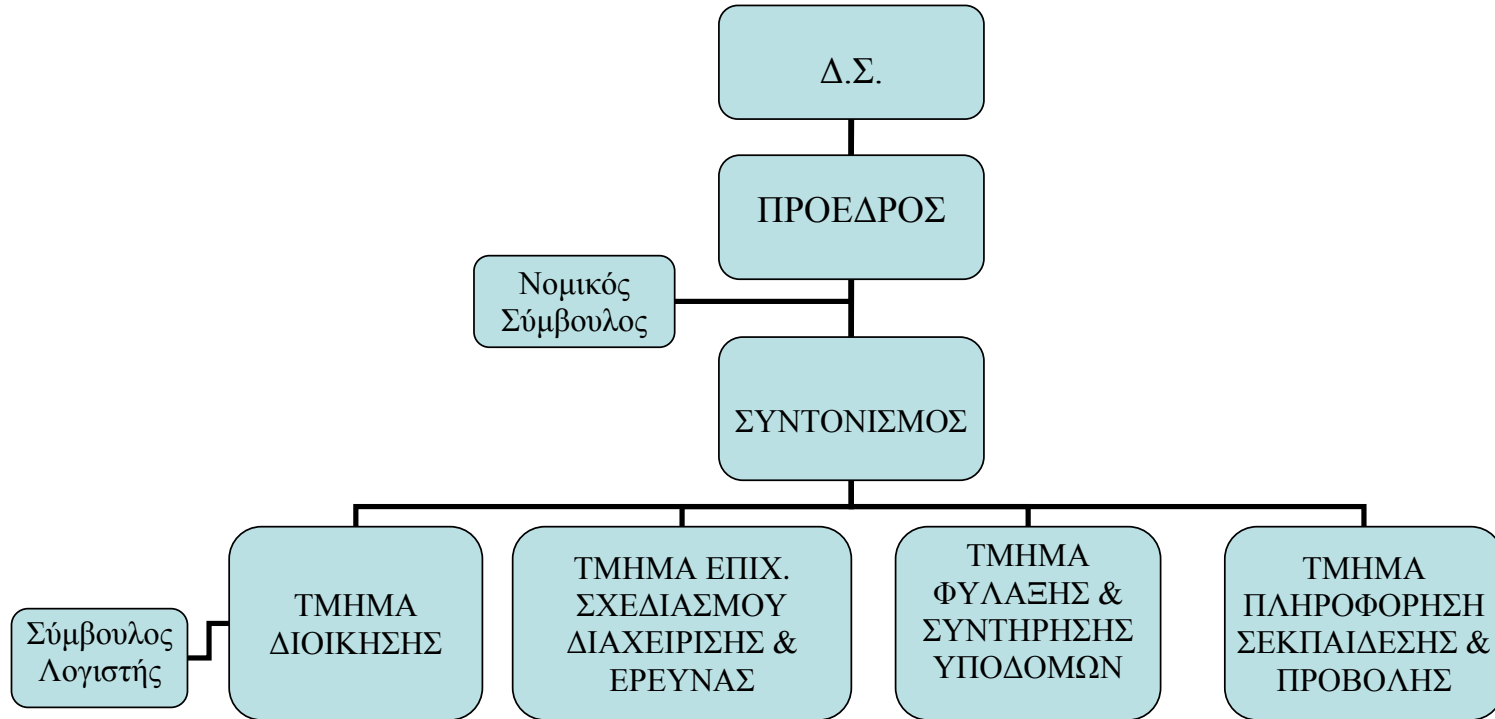 Δ.Σ.
ΠΡΟΕΔΡΟΣ
Νομικός
Σύμβουλος
ΣΥΝΤΟΝΙΣΜΟΣ
Σύμβουλος
Λογιστής
ΤΜΗΜΑ
ΔΙΟΙΚΗΣΗΣ
ΤΜΗΜΑ ΕΠΙΧ.
ΣΧΕΔΙΑΣΜΟΥ
ΔΙΑΧΕΙΡΙΣΗΣ &
ΕΡΕΥΝΑΣ
ΤΜΗΜΑ
ΦΥΛΑΞΗΣ &
ΣΥΝΤΗΡΗΣΗΣ
ΥΠΟΔΟΜΩΝ
ΤΜΗΜΑ
ΠΛΗΡΟΦΟΡΗΣΗ
ΣΕΚΠΑΙΔΕΣΗΣ &
ΠΡΟΒΟΛΗΣ